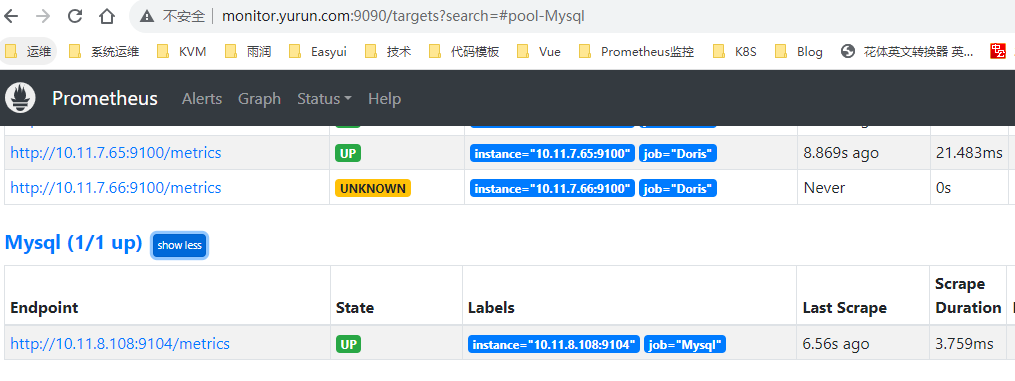 不安全 | monitor.yurun.com:9090/targets?search=#pool-Mysql
运维 系统运维 KVM 雨润 Easyui 技术 代码模板 Vue Prometheus监控 K8S Blog 花体英文转换器 英...
Prometheus Alerts Graph Status Help
http://10.11.7.65:9100/metrics UP instance="10.11.7.65:9100" job="Doris" 8.869s ago 21.483ms
http://10.11.7.66:9100/metrics UNKNOWN instance="10.11.7.66:9100" job="Doris" Never 0s
Mysql (1/1 up) show less
Endpoint State Labels Last Scrape Scrape Duration
http://10.11.8.108:9104/metrics UP instance="10.11.8.108:9104" job="Mysql" 6.56s ago 3.759ms